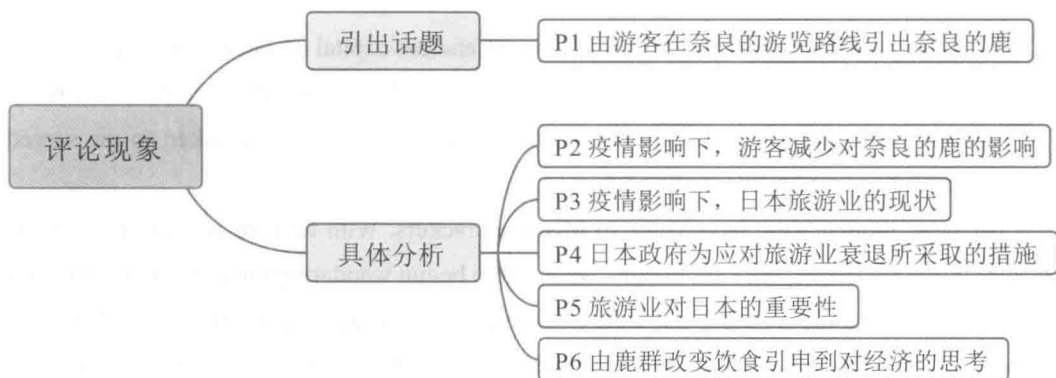 引出话题
P1 由游客在奈良的游览路线引出奈良的鹿
评论现象
P2 疫情影响下，游客减少对奈良的鹿的影响
P3 疫情影响下，日本旅游业的现状
具体分析
P4 日本政府为应对旅游业衰退所采取的措施
P5 旅游业对日本的重要性
P6 由鹿群改变饮食引申到对经济的思考